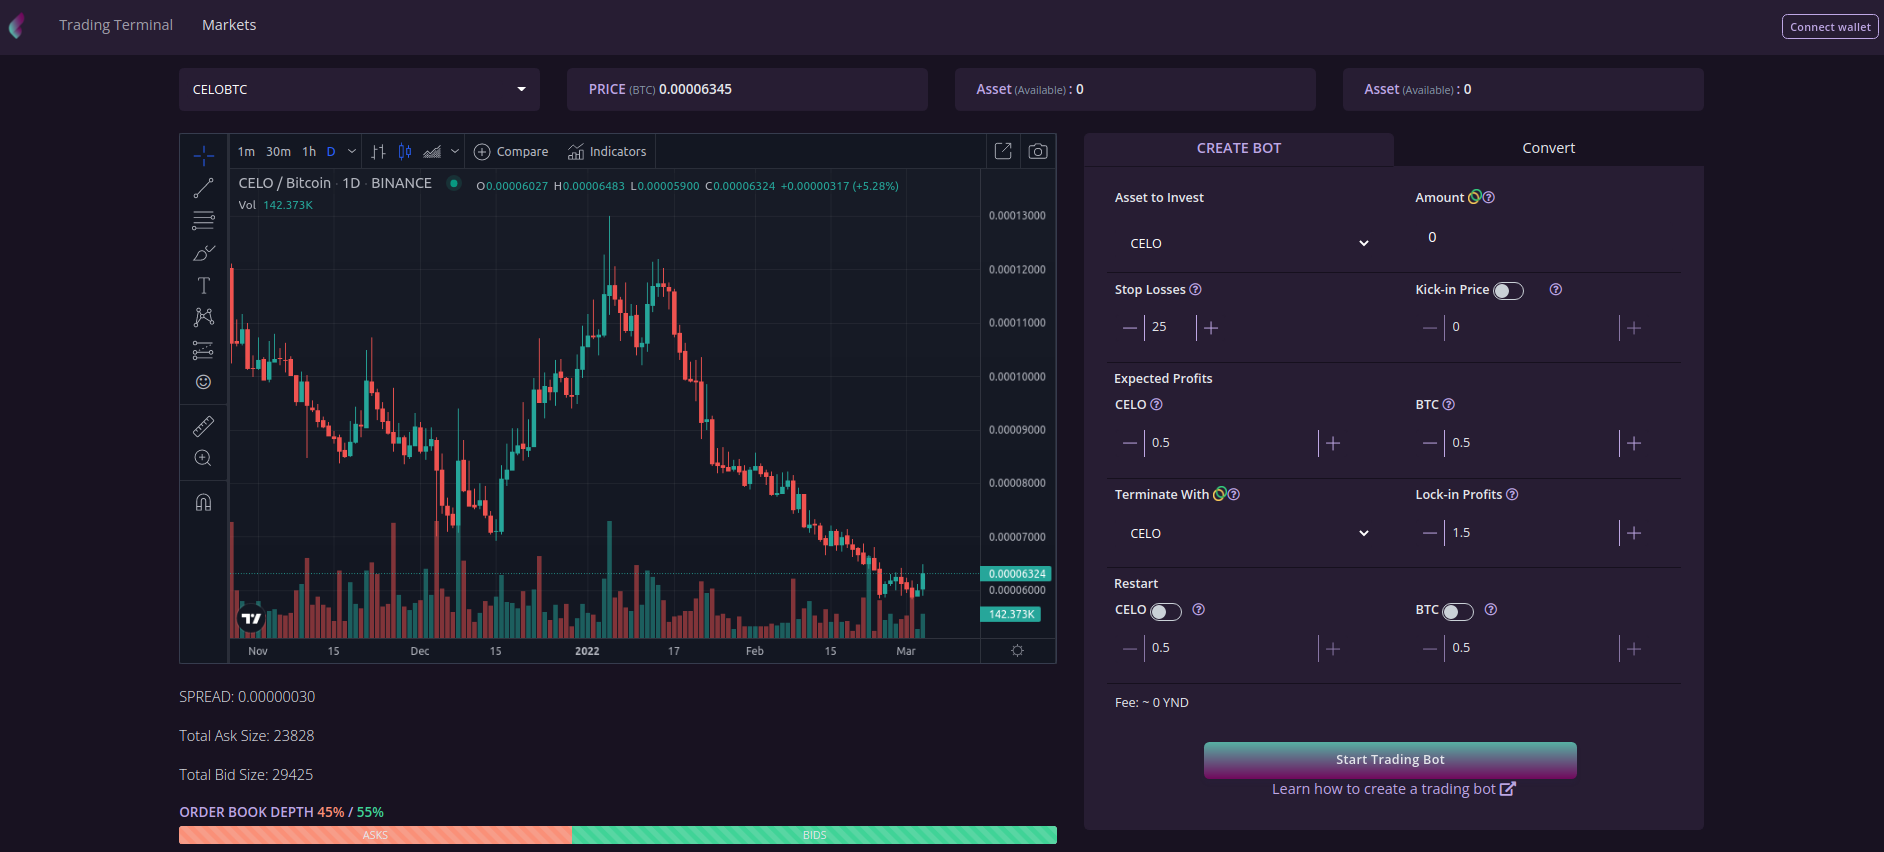 Trading Terminal Markets Connect wallet
CELOBTC PRICE (BTC) 0.00006345 Asset (Available) : 0 Asset (Available) : 0
1m 30m 1h D Compare Indicators
CELO / Bitcoin · 1D · BINANCE O0.00006027 H0.00006483 L0.00005900 C0.00006324 +0.00000317 (+5.28%)
Vol 142.373K
0.00013000
0.00012000
0.00011000
0.00010000
0.00009000
0.00008000
0.00007000
0.00006324
0.00006000
142.373K
Nov 15 Dec 15 2022 17 Feb 15 Mar
SPREAD: 0.00000030
Total Ask Size: 23828
Total Bid Size: 29425
ORDER BOOK DEPTH 45% / 55%
ASKS BIDS
CREATE BOT Convert
Asset to Invest Amount
CELO 0
Stop Losses Kick-in Price
25 0
Expected Profits
CELO BTC
0.5 0.5
Terminate With Lock-in Profits
CELO 1.5
Restart
CELO BTC
0.5 0.5
Fee: ~ 0 YND
Start Trading Bot
Learn how to create a trading bot